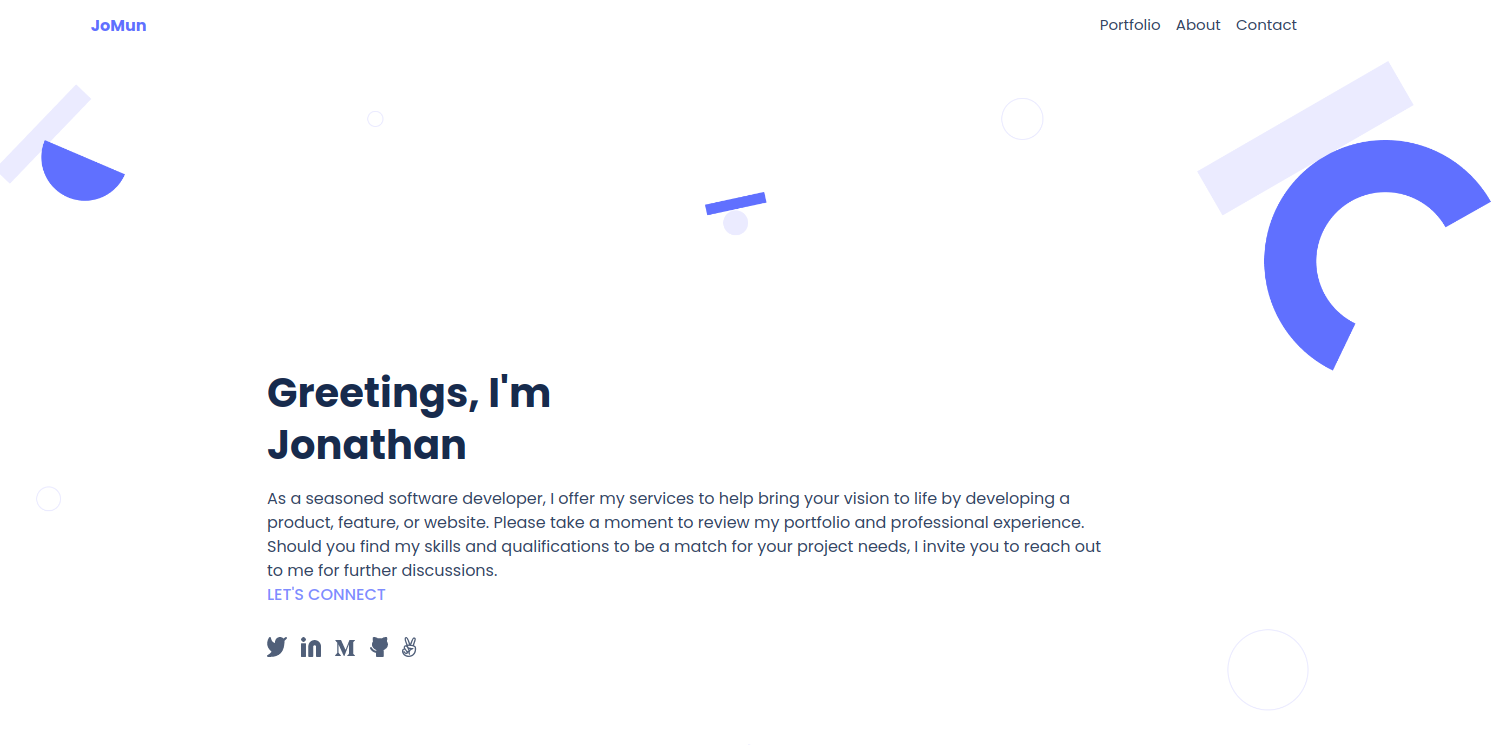 JoMun
Portfolio About Contact
Greetings, I'm
Jonathan
As a seasoned software developer, I offer my services to help bring your vision to life by developing a
product, feature, or website. Please take a moment to review my portfolio and professional experience.
Should you find my skills and qualifications to be a match for your project needs, I invite you to reach out
to me for further discussions.
LET'S CONNECT